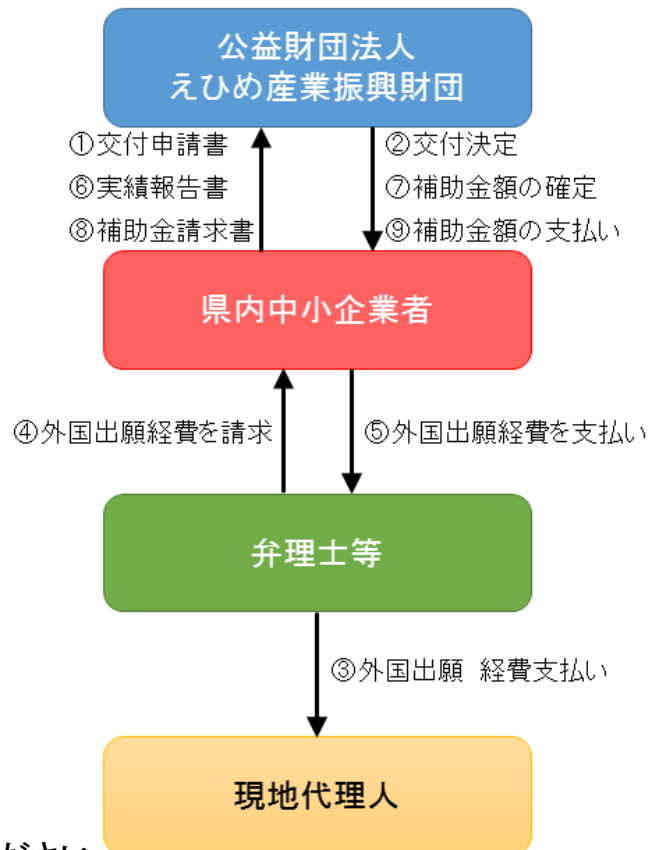 公益財団法人
えひめ産業振興財団
①交付申請書
⑥実績報告書
⑧補助金請求書
②交付決定
⑦補助金額の確定
⑨補助金額の支払い
県内中小企業者
④外国出願経費を請求
⑤外国出願経費を支払い
弁理士等
③外国出願 経費支払い
現地代理人